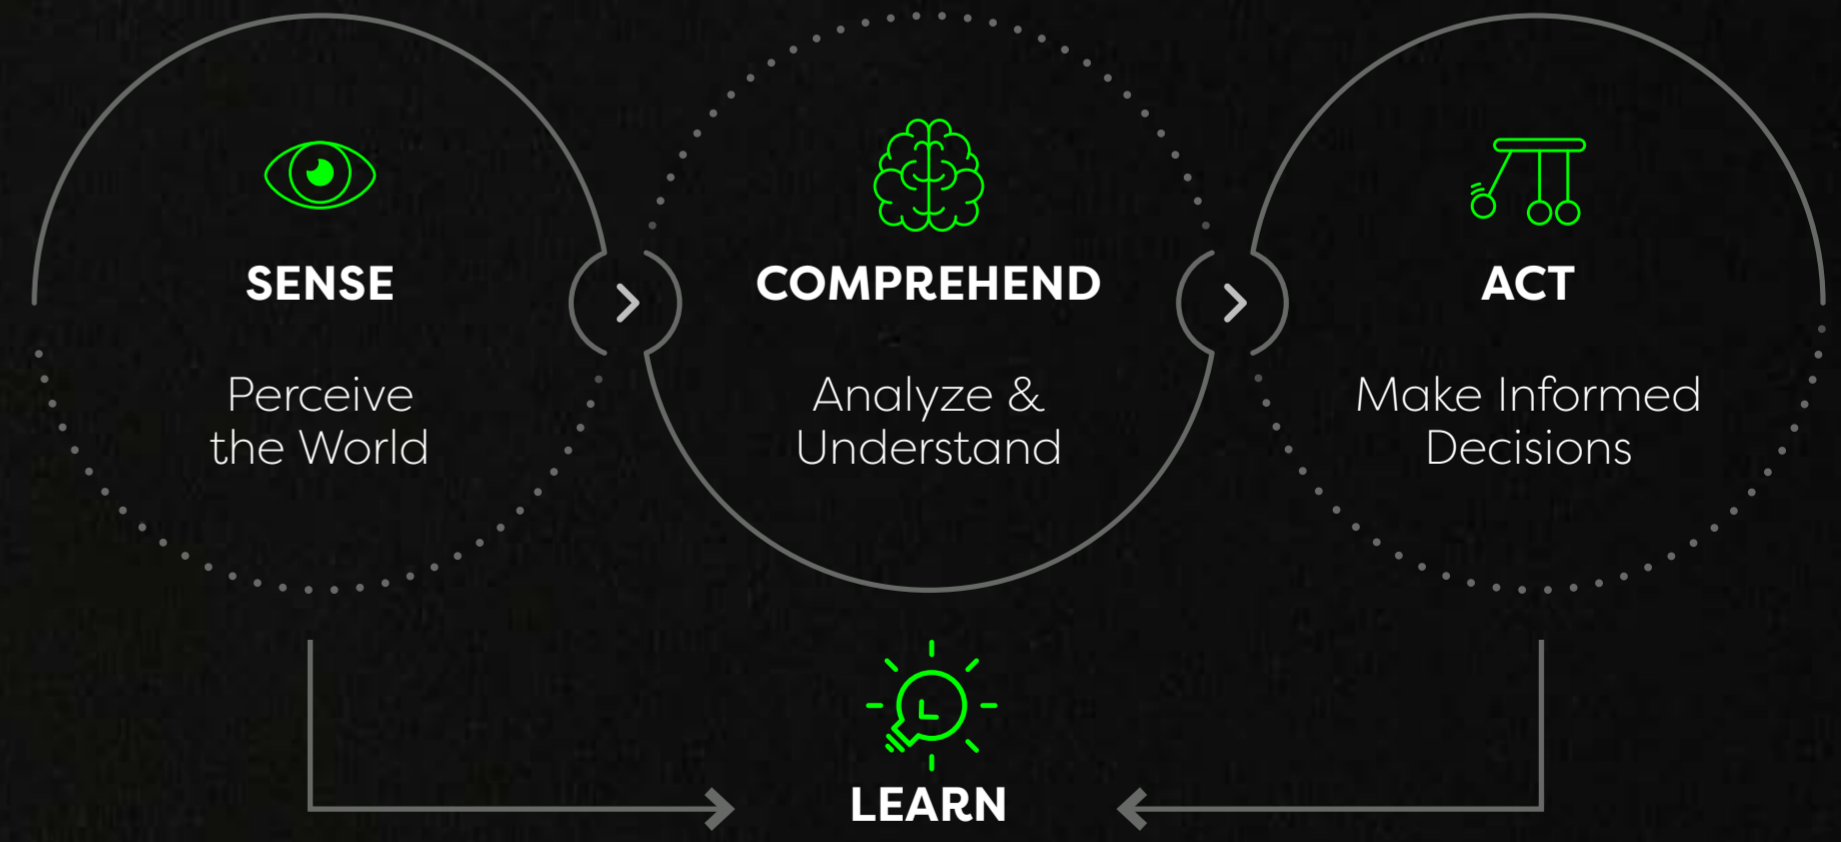 SENSE
Perceive
the World
COMPREHEND
Analyze &
Understand
ACT
Make Informed
Decisions
LEARN